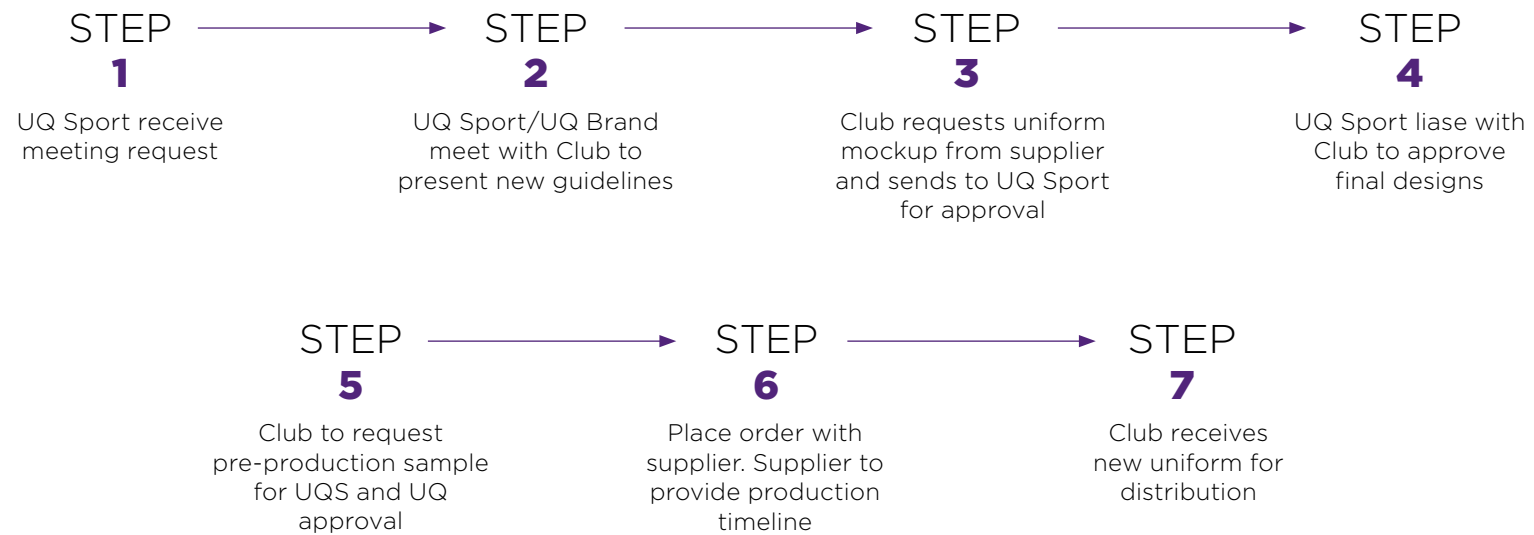 STEP
1
UQ Sport receive
meeting request
STEP
2
UQ Sport/UQ Brand
meet with Club to
present new guidelines
STEP
3
Club requests uniform
mockup from supplier
and sends to UQ Sport
for approval
STEP
4
UQ Sport liase with
Club to approve
final designs
STEP
5
Club to request
pre-production sample
for UQS and UQ
approval
STEP
6
Place order with
supplier. Supplier to
provide production
timeline
STEP
7
Club receives
new uniform for
distribution